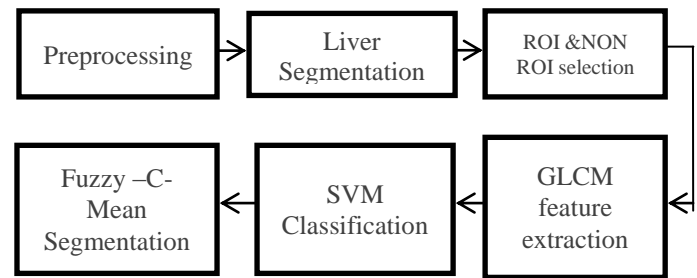 Preprocessing
Liver
Segmentation
ROI &NON
ROI selection
GLCM
feature
extraction
SVM
Classification
Fuzzy –C-
Mean
Segmentation